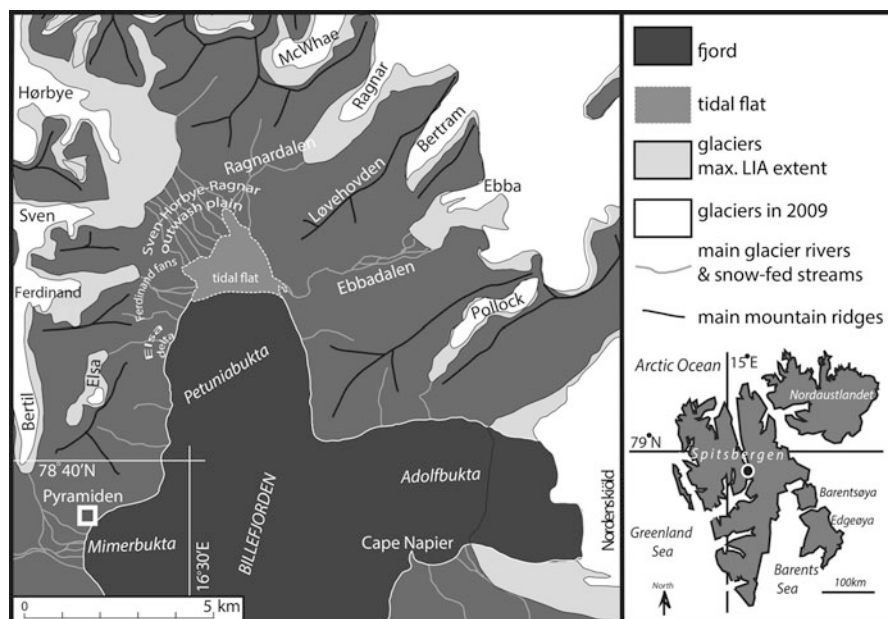 McWhae
Hørbye
Ragnar
Bertram
Ragnardalen
Løvehovden
Ebba
Sven
Sven-Horbye-Ragnar
outwash plain
tidal flat
Ebbadalen
Ferdinand fans
Ferdinand
Pollock
Elsa
delta
Elsa
Petuniabukta
Bertil
78°40'N
Pyramiden
Adolfbukta
Nordenskiöld
Mimerbukta
BILLEFJORDEN
Cape Napier
16°30'E
0
5 km
fjord
tidal flat
glaciers
max. LIA extent
glaciers in 2009
main glacier rivers
& snow-fed streams
main mountain ridges
Arctic Ocean
15°E
Nordaustlandet
79°N
Spitsbergen
Barentsøya
Edgeøya
Greenland
Sea
Barents
Sea
North
100km